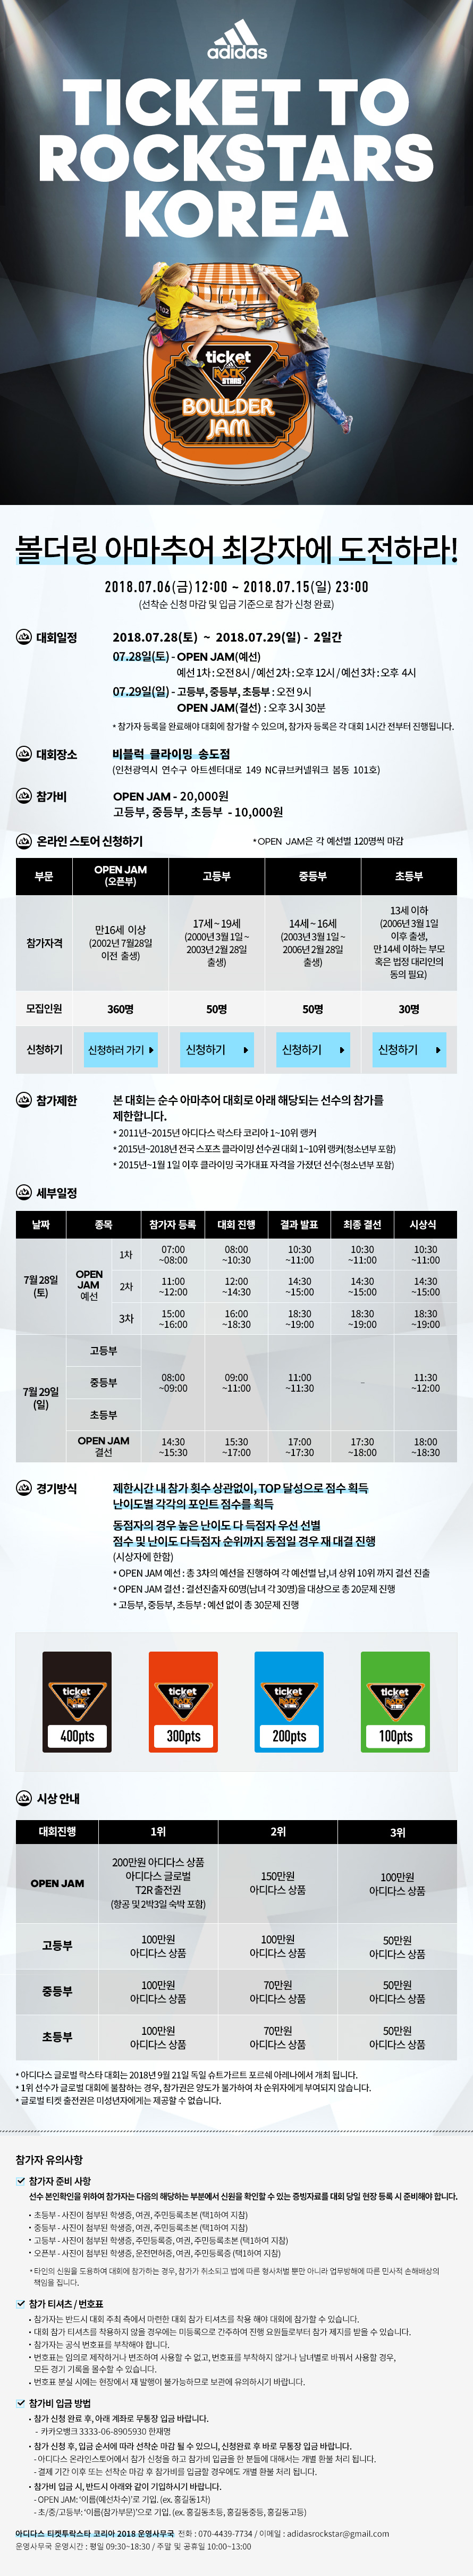 adidas
TICKET TO
ROCKSTARS
KOREA
102
ticket
ROCK
STARS
BOULDER
JAM
볼더링 아마추어 최강자에 도전하라!
2018.07.06(금)12:00 ~ 2018.07.15(일) 23:00
(선착순 신청 마감 및 입금 기준으로 참가 신청 완료)
대회일정 2018.07.28(토) ~ 2018.07.29(일) - 2일간
07.28일(토) - OPEN JAM(예선)
예선 1차 : 오전 8시 / 예선 2차 : 오후 12시 / 예선 3차 : 오후 4시
07.29일(일) - 고등부, 중등부, 초등부 : 오전 9시
OPEN JAM(결선) : 오후 3시 30분
* 참가자 등록을 완료해야 대회에 참가할 수 있으며, 참가자 등록은 각 대회 1시간 전부터 진행됩니다.
대회장소 비블럭 클라이밍 송도점
(인천광역시 연수구 아트센터대로 149 NC큐브커넬워크 봄동 101호)
참가비 OPEN JAM - 20,000원
고등부, 중등부, 초등부 - 10,000원
온라인 스토어 신청하기 *OPEN JAM은 각 예선별 120명씩 마감
부문 OPEN JAM (오픈부) 고등부 중등부 초등부
참가자격 만16세 이상 (2002년 7월28일 이전 출생) 17세~19세 (2000년 3월 1일~ 2003년 2월 28일 출생) 14세~16세 (2003년 3월 1일~ 2006년 2월 28일 출생) 13세 이하 (2006년 3월 1일 이후 출생, 만 14세 이하는 부모 혹은 법정 대리인의 동의 필요)
모집인원 360명 50명 50명 30명
신청하기 신청하러 가기 신청하기 신청하기 신청하기
참가제한 본 대회는 순수 아마추어 대회로 아래 해당되는 선수의 참가를
제한합니다.
* 2011년~2015년 아디다스 락스타 코리아 1~10위 랭커
* 2015년~2018년 전국 스포츠 클라이밍 선수권 대회 1~10위 랭커(청소년부 포함)
* 2015년~1월 1일 이후 클라이밍 국가대표 자격을 가졌던 선수(청소년부 포함)
세부일정
날짜 종목 참가자 등록 대회 진행 결과 발표 최종 결선 시상식
7월 28일 (토) OPEN JAM 예선
1차 07:00 ~08:00 08:00 ~10:30 10:30 ~11:00 10:30 ~11:00 10:30 ~11:00
2차 11:00 ~12:00 12:00 ~14:30 14:30 ~15:00 14:30 ~15:00 14:30 ~15:00
3차 15:00 ~16:00 16:00 ~18:30 18:30 ~19:00 18:30 ~19:00 18:30 ~19:00
7월 29일 (일)
고등부
중등부 08:00 ~09:00 09:00 ~11:00 11:00 ~11:30 - 11:30 ~12:00
초등부
OPEN JAM 결선 14:30 ~15:30 15:30 ~17:00 17:00 ~17:30 17:30 ~18:00 18:00 ~18:30
경기방식 제한시간 내 참가 횟수 상관없이, TOP 달성으로 점수 획득
난이도별 각각의 포인트 점수를 획득
동점자의 경우 높은 난이도 다 득점자 우선 선별
점수 및 난이도 다득점자 순위까지 동점일 경우 재 대결 진행
(시상자에 한함)
* OPEN JAM 예선 : 총 3차의 예선을 진행하여 각 예선별 남,녀 상위 10위 까지 결선 진출
* OPEN JAM 결선 : 결선진출자 60명(남녀 각 30명)을 대상으로 총 20문제 진행
* 고등부, 중등부, 초등부 : 예선 없이 총 30문제 진행
ticket ROCK STARS ticket ROCK STARS ticket ROCK STARS ticket ROCK STARS
400pts 300pts 200pts 100pts
시상 안내
대회진행 1위 2위 3위
OPEN JAM 200만원 아디다스 상품 아디다스 글로벌 T2R 출전권 (항공 및 2박3일 숙박 포함) 150만원 아디다스 상품 100만원 아디다스 상품
고등부 100만원 아디다스 상품 100만원 아디다스 상품 50만원 아디다스 상품
중등부 100만원 아디다스 상품 70만원 아디다스 상품 50만원 아디다스 상품
초등부 100만원 아디다스 상품 70만원 아디다스 상품 50만원 아디다스 상품
* 아디다스 글로벌 락스타 대회는 2018년 9월 21일 독일 슈트가르트 포르쉐 아레나에서 개최 됩니다.
* 1위 선수가 글로벌 대회에 불참하는 경우, 참가권은 양도가 불가하여 차 순위자에게 부여되지 않습니다.
* 글로벌 티켓 출전권은 미성년자에게는 제공할 수 없습니다.
참가자 유의사항
참가자 준비 사항
선수 본인확인을 위하여 참가자는 다음의 해당하는 부분에서 신원을 확인할 수 있는 증빙자료를 대회 당일 현장 등록 시 준비해야 합니다.
• 초등부 - 사진이 첨부된 학생증, 여권, 주민등록초본 (택1하여 지참)
• 중등부 - 사진이 첨부된 학생증, 여권, 주민등록초본 (택1하여 지참)
• 고등부 - 사진이 첨부된 학생증, 주민등록증, 여권, 주민등록초본 (택1하여 지참)
• 오픈부 - 사진이 첨부된 학생증, 운전면허증, 여권, 주민등록증 (택1하여 지참)
* 타인의 신원을 도용하여 대회에 참가하는 경우, 참가가 취소되고 법에 따른 형사처벌 뿐만 아니라 업무방해에 따른 민사적 손해배상의
책임을 집니다.
참가 티셔츠 / 번호표
• 참가자는 반드시 대회 주최 측에서 마련한 대회 참가 티셔츠를 착용 해야 대회에 참가할 수 있습니다.
• 대회 참가 티셔츠를 착용하지 않을 경우에는 미등록으로 간주하여 진행 요원들로부터 참가 제지를 받을 수 있습니다.
• 참가자는 공식 번호표를 부착해야 합니다.
• 번호표는 임의로 제작하거나 변조하여 사용할 수 없고, 번호표를 부착하지 않거나 남녀별로 바꿔서 사용할 경우,
모든 경기 기록을 몰수할 수 있습니다.
• 번호표 분실 시에는 현장에서 재 발행이 불가능하므로 보관에 유의하시기 바랍니다.
참가비 입금 방법
• 참가 신청 완료 후, 아래 계좌로 무통장 입금 바랍니다.
- 카카오뱅크 3333-06-8905930 한재명
• 참가 신청 후, 입금 순서에 따라 선착순 마감 될 수 있으니, 신청완료 후 바로 무통장 입금 바랍니다.
- 아디다스 온라인스토어에서 참가 신청을 하고 참가비 입금을 한 분들에 대해서는 개별 환불 처리 됩니다.
- 결제 기간 이후 또는 선착순 마감 후 참가비를 입금할 경우에도 개별 환불 처리 됩니다.
• 참가비 입금 시, 반드시 아래와 같이 기입하시기 바랍니다.
- OPEN JAM: '이름(예선차수)'로 기입. (ex. 홍길동1차)
- 초/중/고등부: '이름(참가부문)'으로 기입. (ex. 홍길동초등, 홍길동중등, 홍길동고등)
아디다스 티켓투락스타 코리아 2018 운영사무국 전화 : 070-4439-7734 / 이메일 : adidasrockstar@gmail.com
운영사무국 운영시간 : 평일 09:30~18:30 / 주말 및 공휴일 10:00~13:00